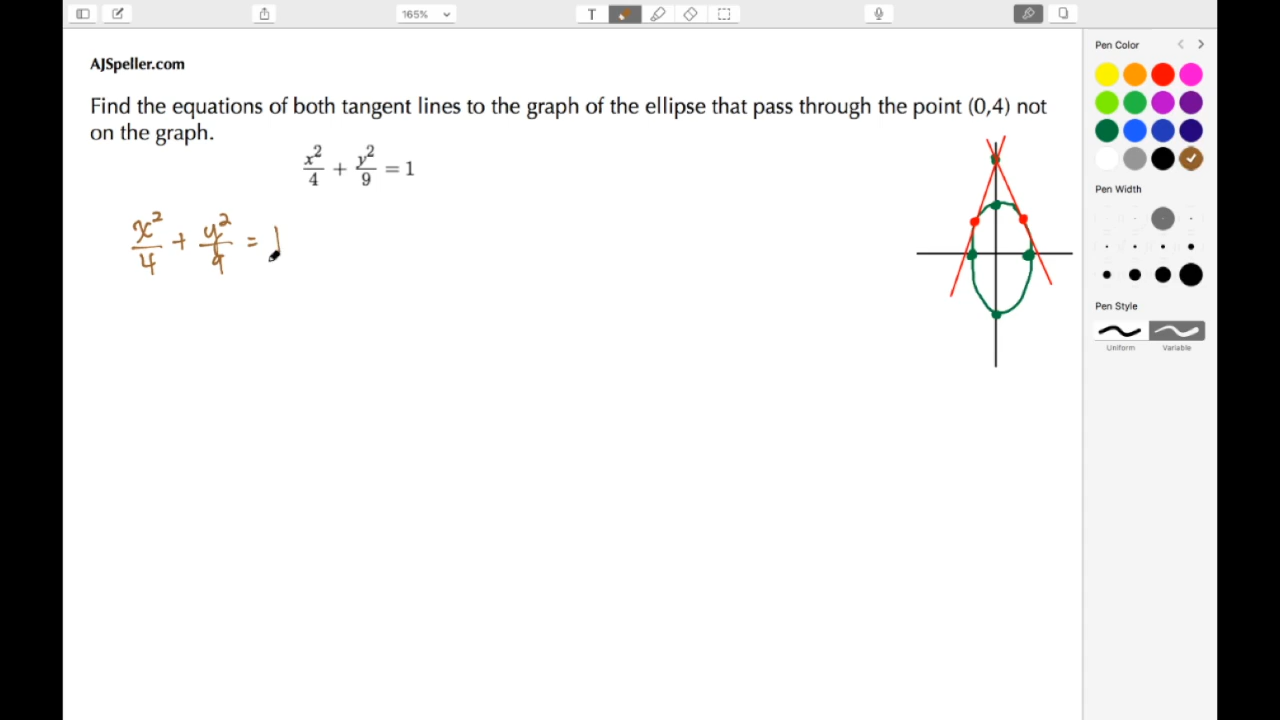 165%
T
AJSpeller.com
Find the equations of both tangent lines to the graph of the ellipse that pass through the point (0,4) not
on the graph.
x²/4 + y²/9 = 1
x²/4 + y²/9 = 1
Pen Color
Pen Width
Pen Style
Uniform Variable